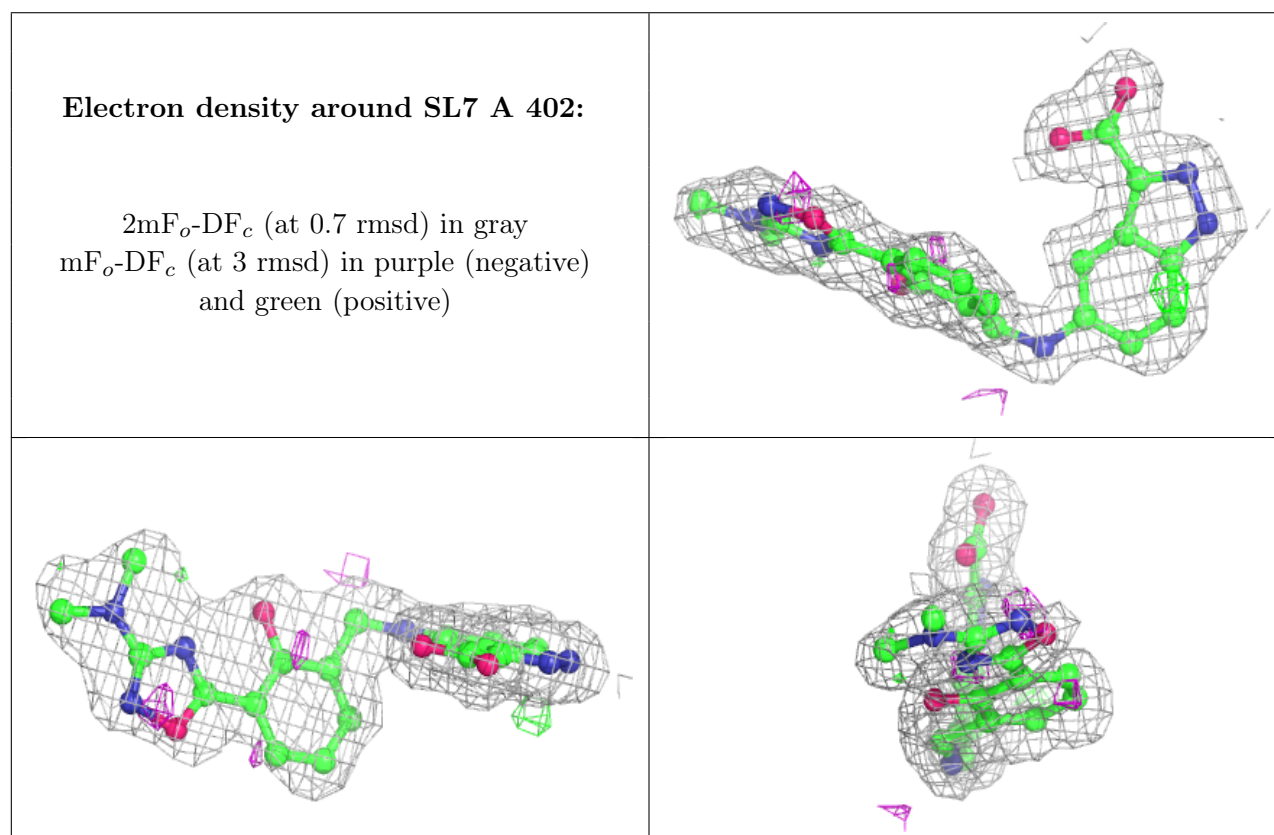 Electron density around SL7 A 402:
2mFₒ-DF𝒸 (at 0.7 rmsd) in gray
mFₒ-DF𝒸 (at 3 rmsd) in purple (negative)
and green (positive)